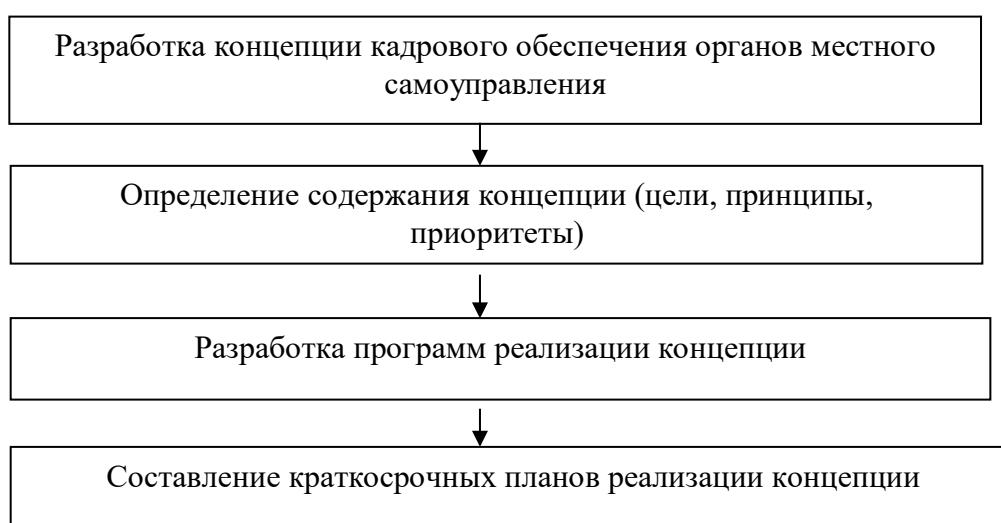 Разработка концепции кадрового обеспечения органов местного
самоуправления
Определение содержания концепции (цели, принципы,
приоритеты)
Разработка программ реализации концепции
Составление краткосрочных планов реализации концепции